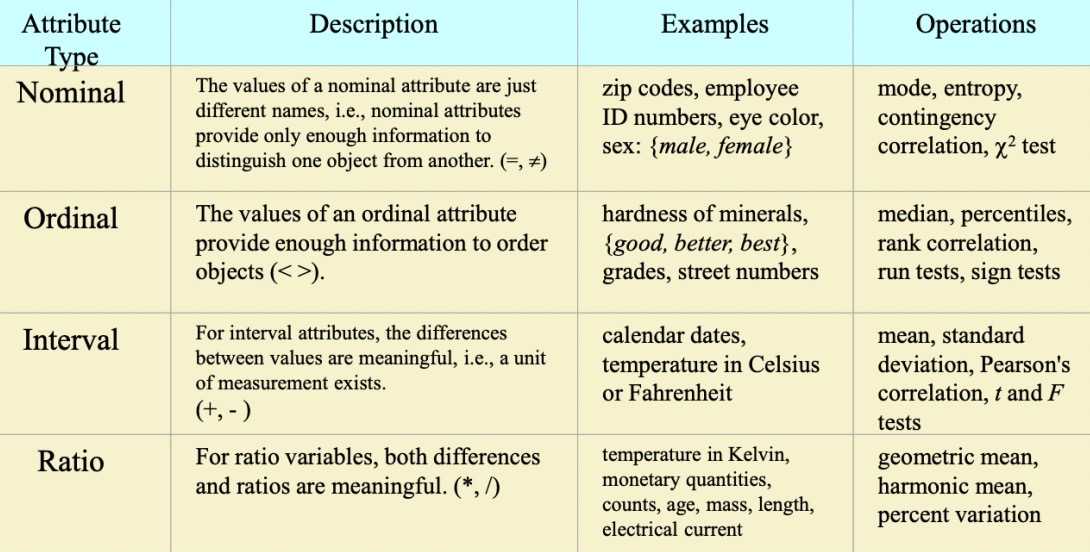 Attribute Type
Description
Examples
Operations
Nominal
The values of a nominal attribute are just
different names, i.e., nominal attributes
provide only enough information to
distinguish one object from another. (=, ≠)
zip codes, employee
ID numbers, eye color,
sex: {male, female}
mode, entropy,
contingency
correlation, χ² test
Ordinal
The values of an ordinal attribute
provide enough information to order
objects (< >).
hardness of minerals,
{good, better, best},
grades, street numbers
median, percentiles,
rank correlation,
run tests, sign tests
Interval
For interval attributes, the differences
between values are meaningful, i.e., a unit
of measurement exists.
(+, - )
calendar dates,
temperature in Celsius
or Fahrenheit
mean, standard
deviation, Pearson's
correlation, t and F
tests
Ratio
For ratio variables, both differences
and ratios are meaningful. (*, /)
temperature in Kelvin,
monetary quantities,
counts, age, mass, length,
electrical current
geometric mean,
harmonic mean,
percent variation